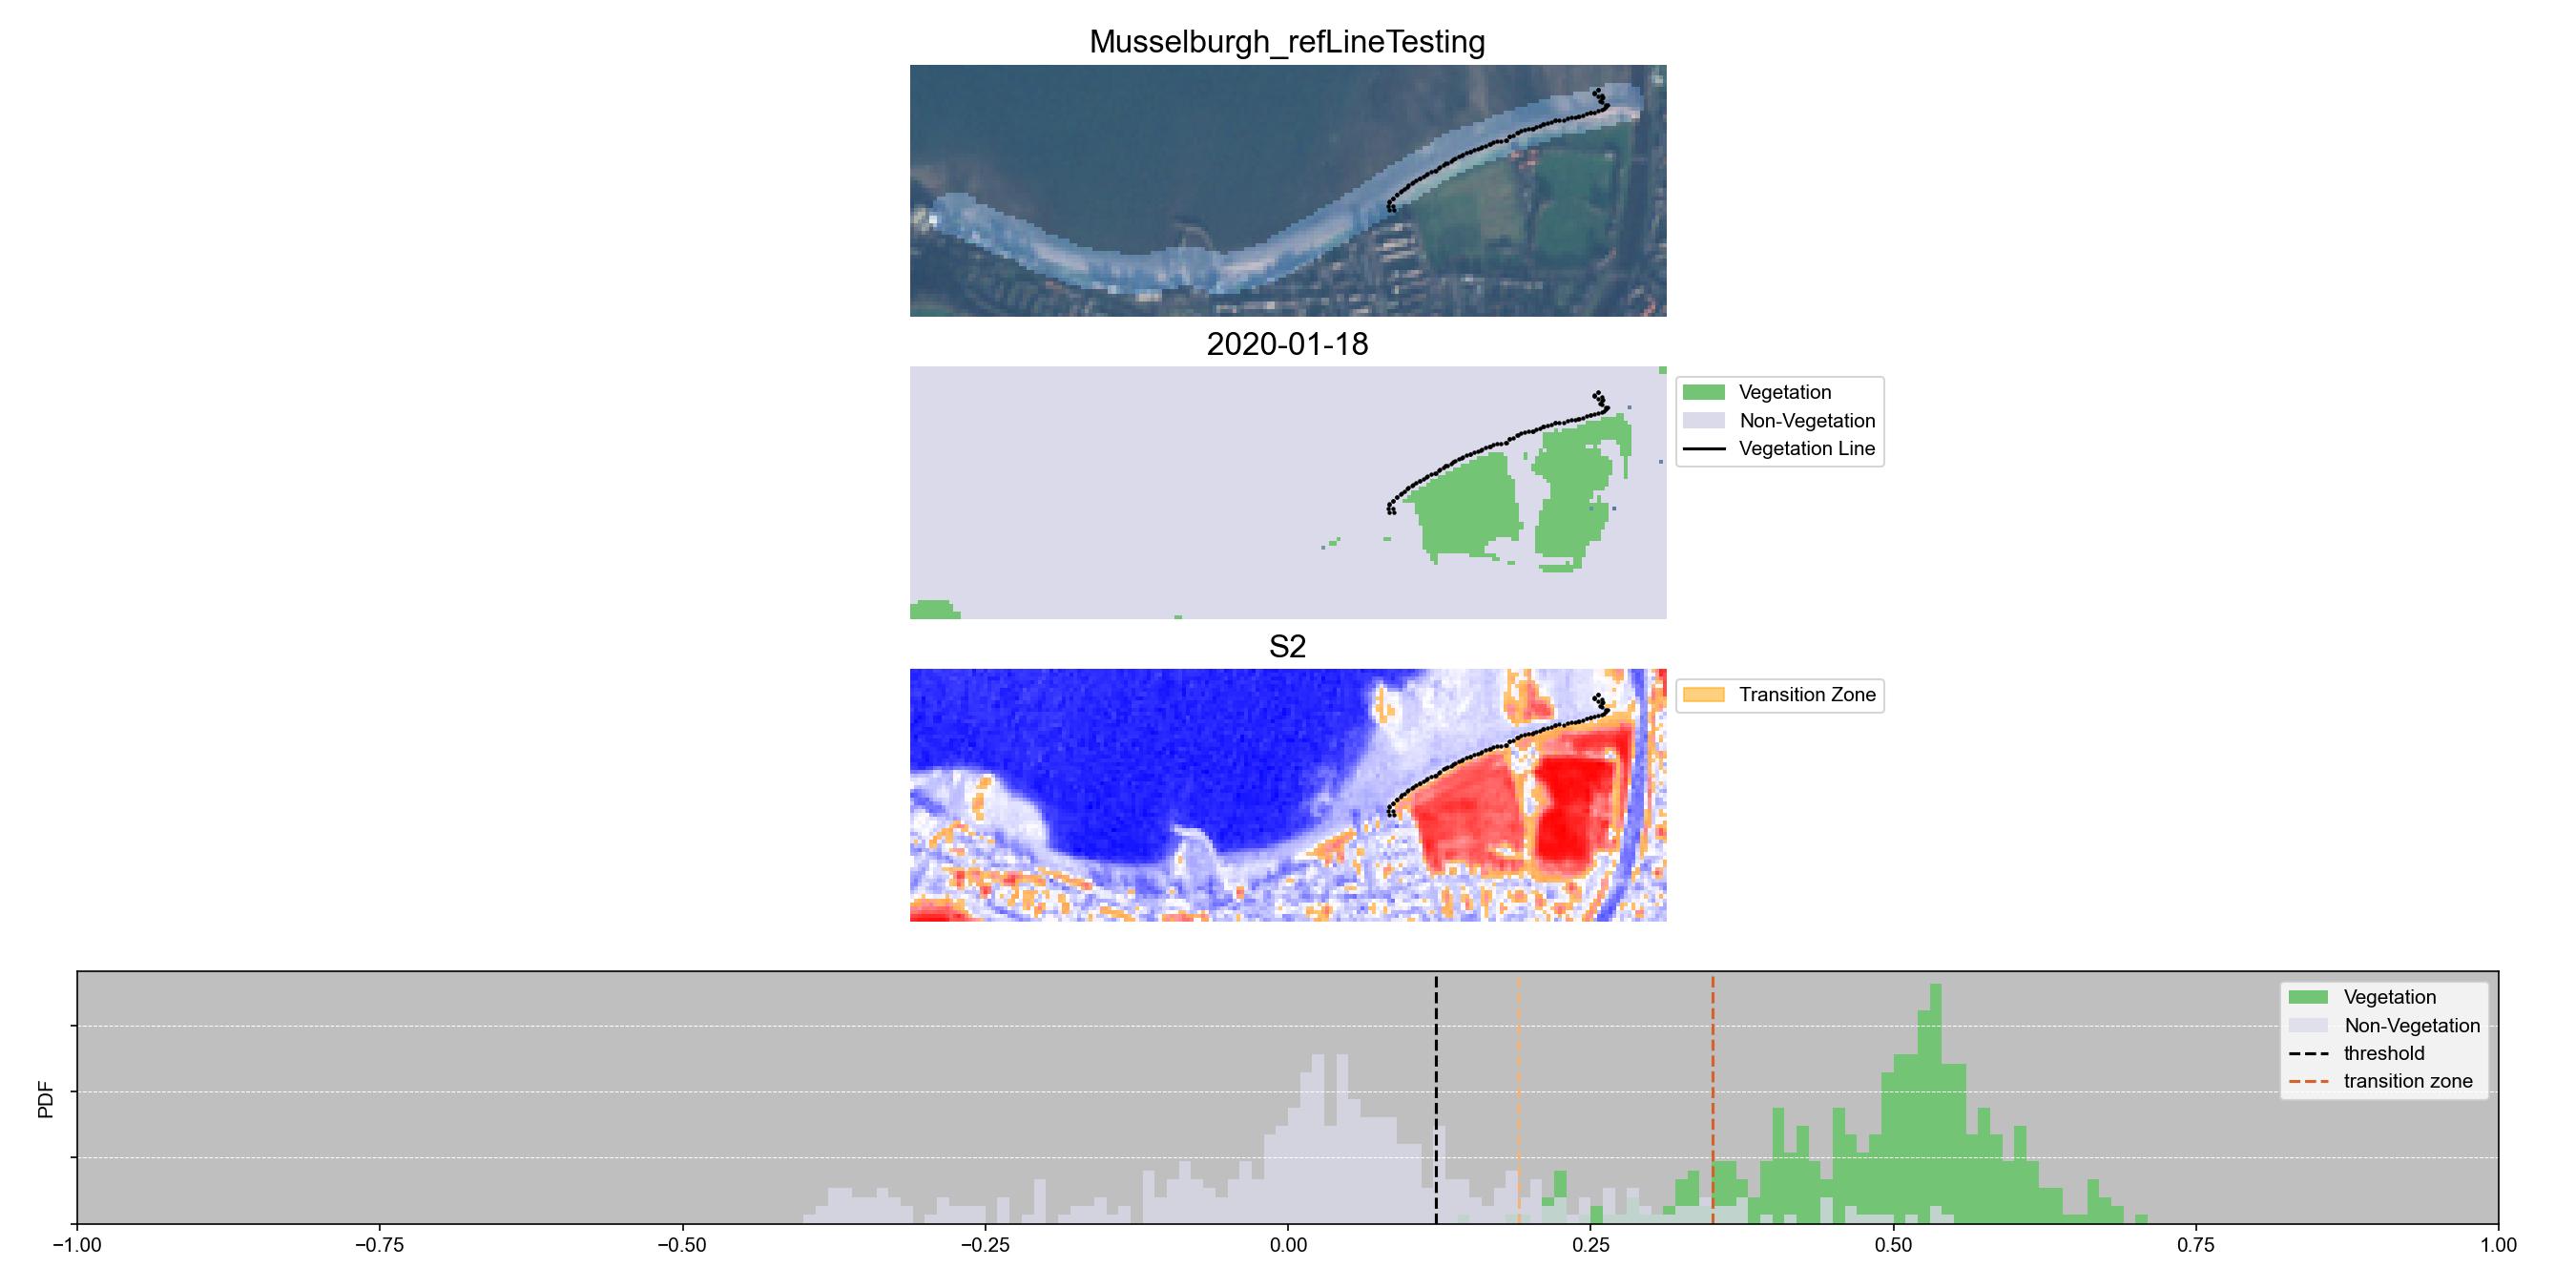 Musselburgh_refLineTesting
2020-01-18
Vegetation
Non-Vegetation
Vegetation Line
S2
Transition Zone
PDF
Vegetation
Non-Vegetation
threshold
transition zone
−1.00 −0.75 −0.50 −0.25 0.00 0.25 0.50 0.75 1.00